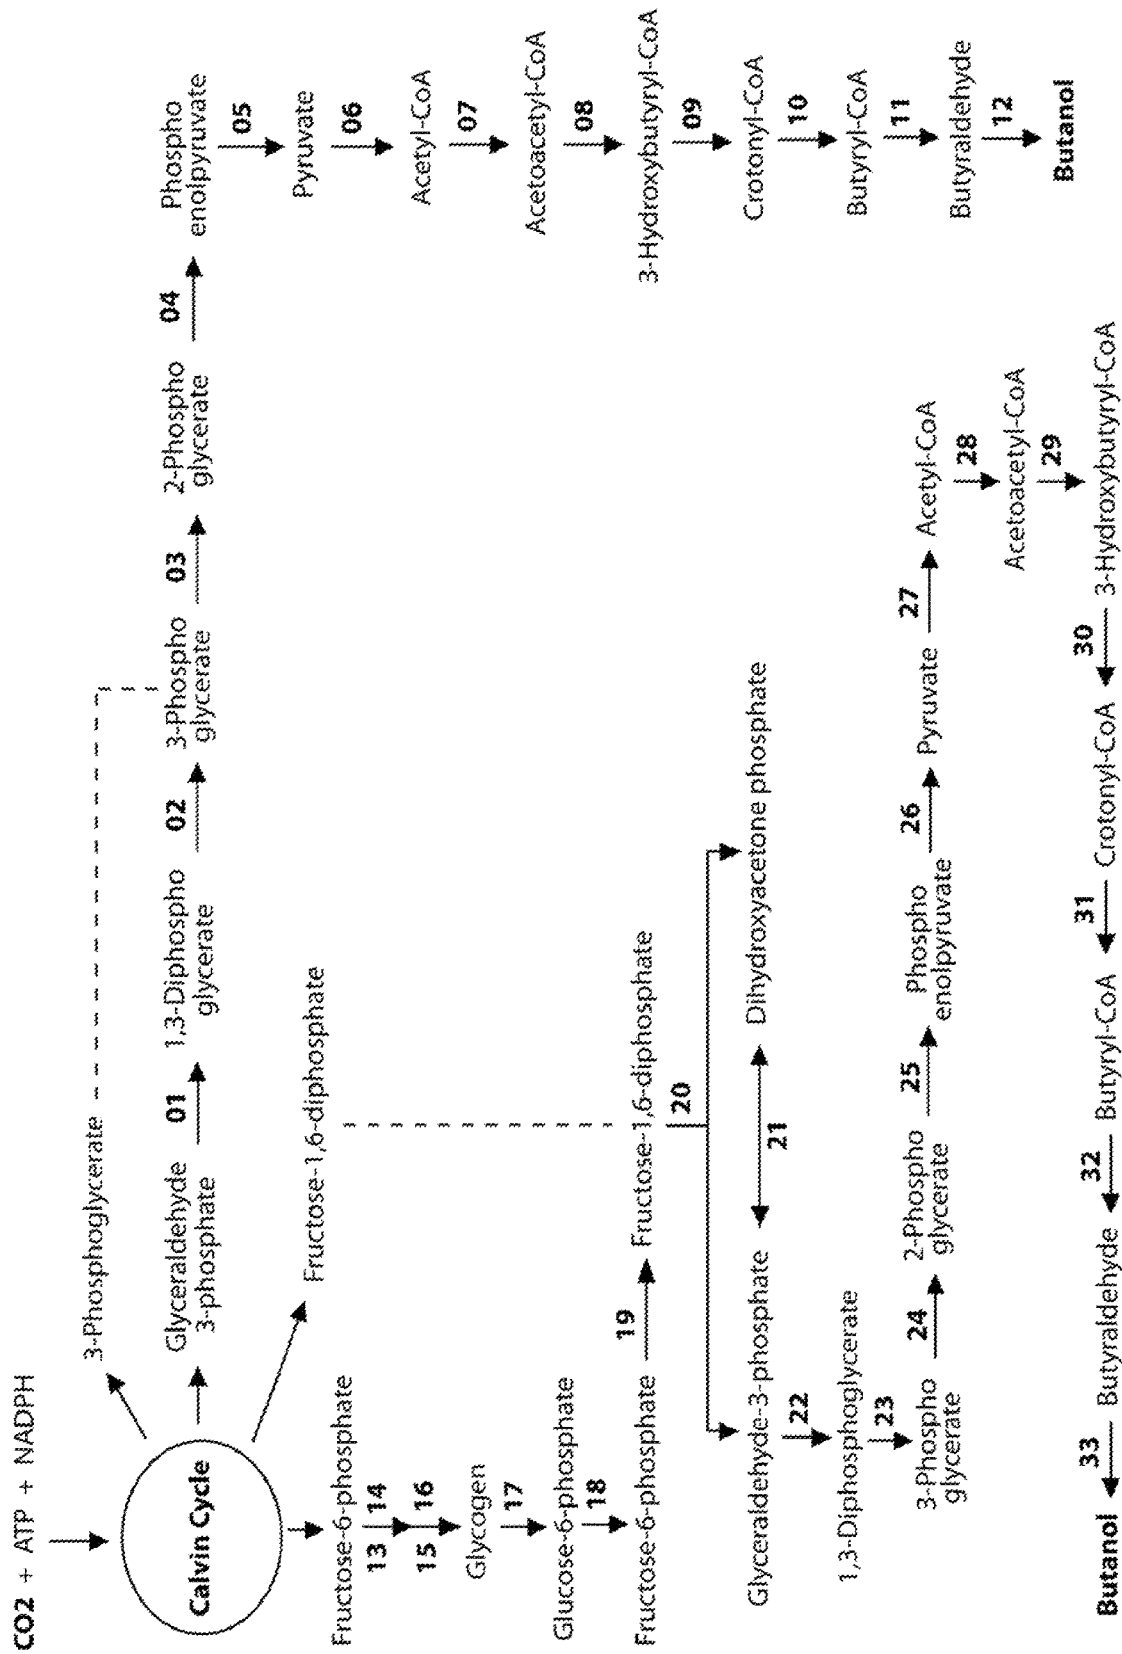 CO2 + ATP + NADPH
Calvin Cycle
3-Phosphoglycerate
Glyceraldehyde
3-phosphate
01
1,3-Diphospho
glycerate
02
3-Phospho
glycerate
03
2-Phospho
glycerate
04
Phospho
enolpyruvate
05
Pyruvate
06
Acetyl-CoA
07
Acetoacetyl-CoA
08
3-Hydroxybutyryl-CoA
09
Crotonyl-CoA
10
Butyryl-CoA
11
Butyraldehyde
12
Butanol
Fructose-1,6-diphosphate
Fructose-6-phosphate
13 14
15 16
Glycogen
17
Glucose-6-phosphate
18
Fructose-6-phosphate
19
Fructose-1,6-diphosphate
20
Glyceraldehyde-3-phosphate
21
Dihydroxyacetone phosphate
22
1,3-Diphosphoglycerate
23
3-Phospho
glycerate
24
2-Phospho
glycerate
25
Phospho
enolpyruvate
26
Pyruvate
27
Acetyl-CoA
28
Acetoacetyl-CoA
29
3-Hydroxybutyryl-CoA
30
Crotonyl-CoA
31
Butyryl-CoA
32
Butyraldehyde
33
Butanol